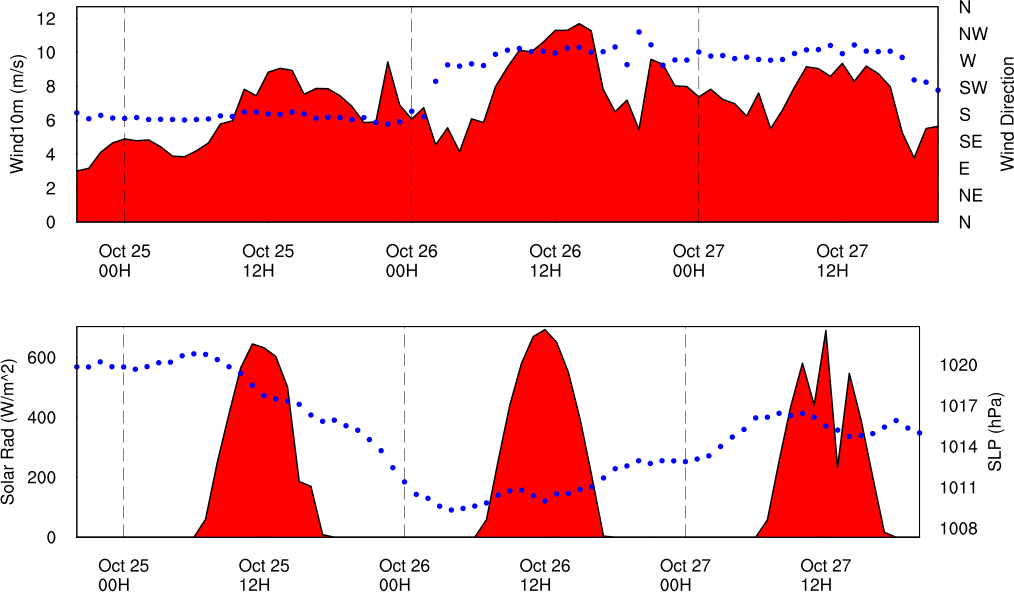 N
12
NW
10
W
8
SW
6
S
4
SE
2
E
0
NE
N
Wind10m (m/s)
Wind Direction
Oct 25 Oct 25 Oct 26 Oct 26 Oct 27 Oct 27
00H 12H 00H 12H 00H 12H
600
1020
400
1017
1014
200
1011
0
1008
Solar Rad (W/m^2)
SLP (hPa)
Oct 25 Oct 25 Oct 26 Oct 26 Oct 27 Oct 27
00H 12H 00H 12H 00H 12H